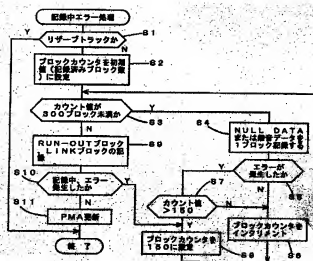 記録中エラー処理
リザーブトラックか
S1
Y
N
ブロックカウンタを初期
値(記録済みブロック数
)に設定
S2
カウント値が
300ブロック未満か
S3
Y
N
S4
RUN-OUTブロック
、LINKブロックの記
録
S9
NULL DATA
または録音データを
1ブロック記録する
S10
記録中、エラー
発生したか
Y
N
S7
カウント値
>150
N
Y
エラーが
発生したか
Y
S5
N
S11
PMA更新
終了
ブロックカウンタを
150に設定
S8
ブロックカウンタを
インクリメント
S6